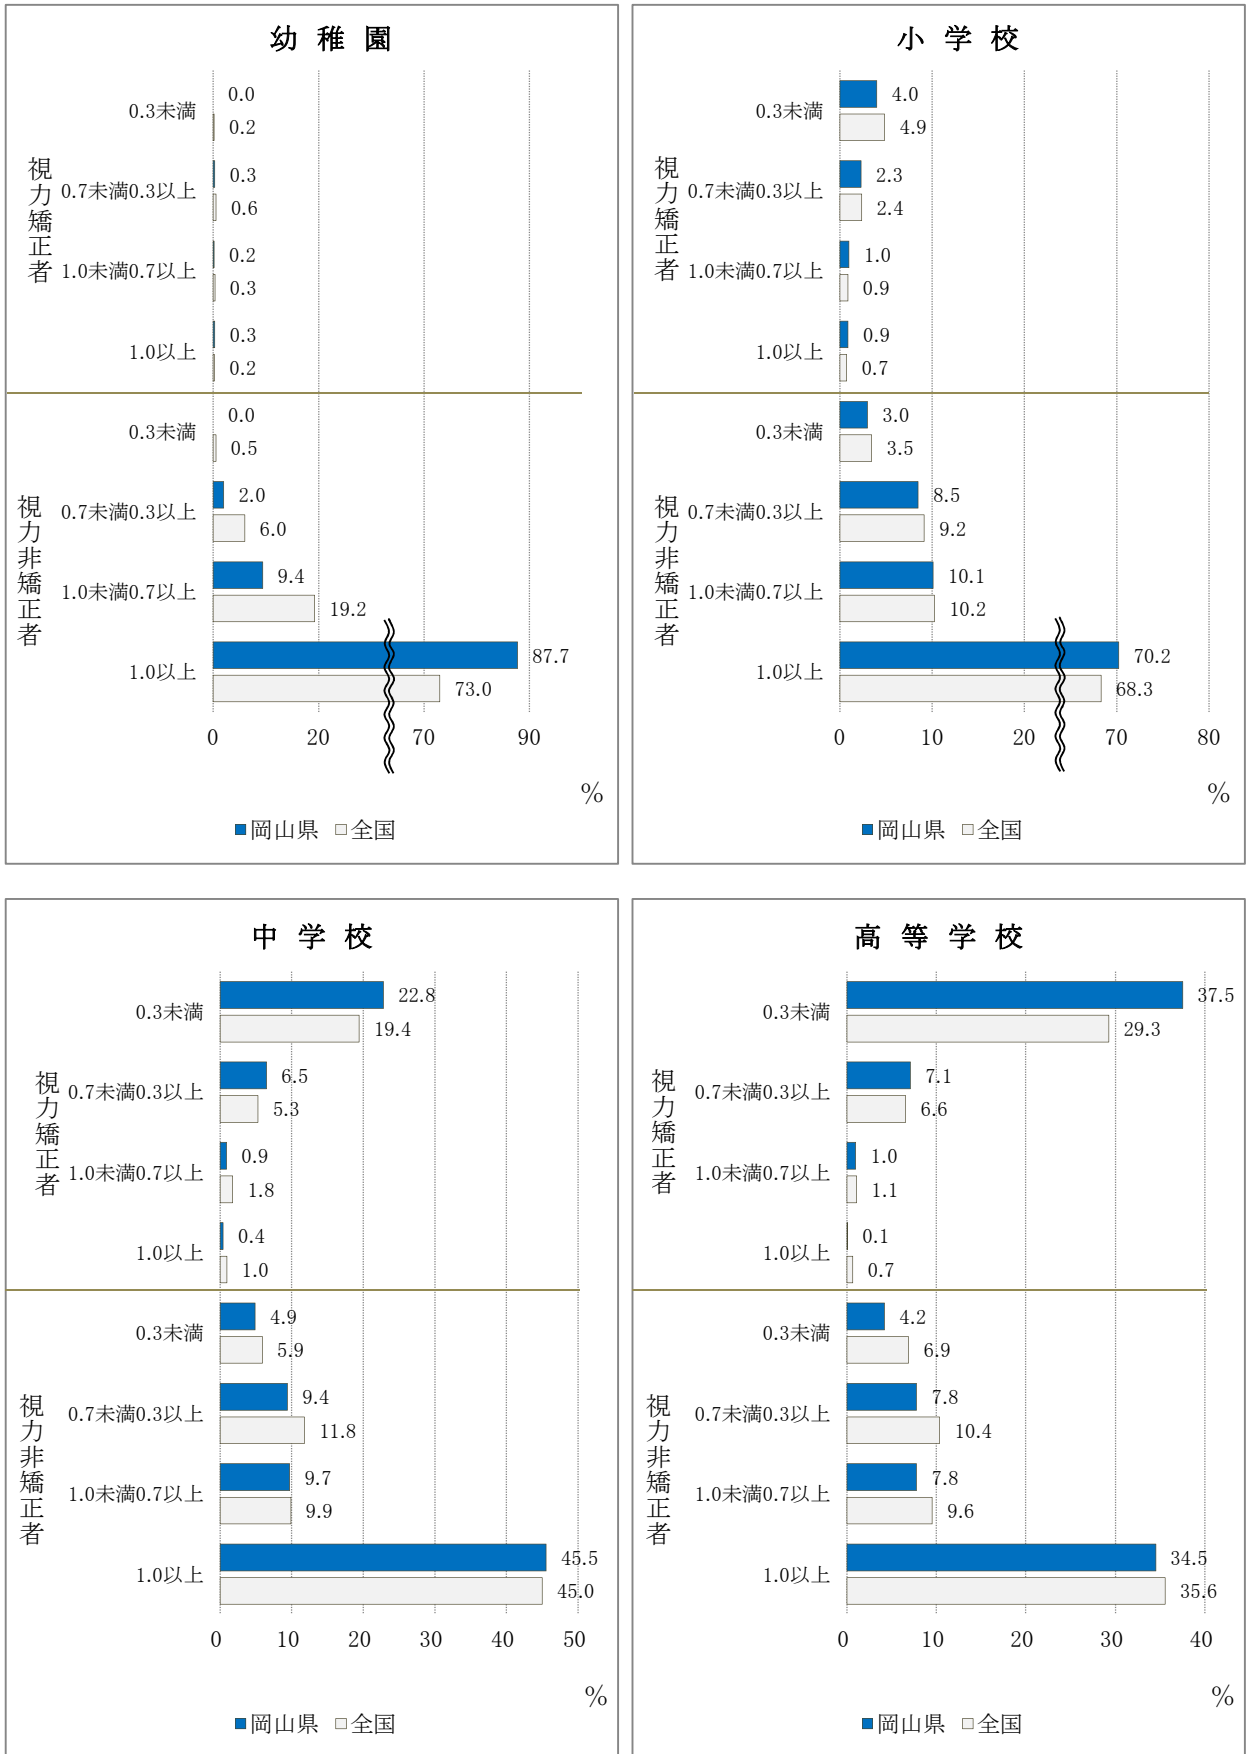 幼 稚 園
視力矯正者
0.3未満
0.0
0.2
0.7未満0.3以上
0.3
0.6
1.0未満0.7以上
0.2
0.3
1.0以上
0.3
0.2
視力非矯正者
0.3未満
0.0
0.5
0.7未満0.3以上
2.0
6.0
1.0未満0.7以上
9.4
19.2
1.0以上
87.7
73.0
0 20 70 90
%
岡山県 全国
小 学 校
視力矯正者
0.3未満
4.0
4.9
0.7未満0.3以上
2.3
2.4
1.0未満0.7以上
1.0
0.9
1.0以上
0.9
0.7
視力非矯正者
0.3未満
3.0
3.5
0.7未満0.3以上
8.5
9.2
1.0未満0.7以上
10.1
10.2
1.0以上
70.2
68.3
0 10 20 70 80
%
岡山県 全国
中 学 校
視力矯正者
0.3未満
22.8
19.4
0.7未満0.3以上
6.5
5.3
1.0未満0.7以上
0.9
1.8
1.0以上
0.4
1.0
視力非矯正者
0.3未満
4.9
5.9
0.7未満0.3以上
9.4
11.8
1.0未満0.7以上
9.7
9.9
1.0以上
45.5
45.0
0 10 20 30 40 50
%
岡山県 全国
高 等 学 校
視力矯正者
0.3未満
37.5
29.3
0.7未満0.3以上
7.1
6.6
1.0未満0.7以上
1.0
1.1
1.0以上
0.1
0.7
視力非矯正者
0.3未満
4.2
6.9
0.7未満0.3以上
7.8
10.4
1.0未満0.7以上
7.8
9.6
1.0以上
34.5
35.6
0 10 20 30 40
%
岡山県 全国